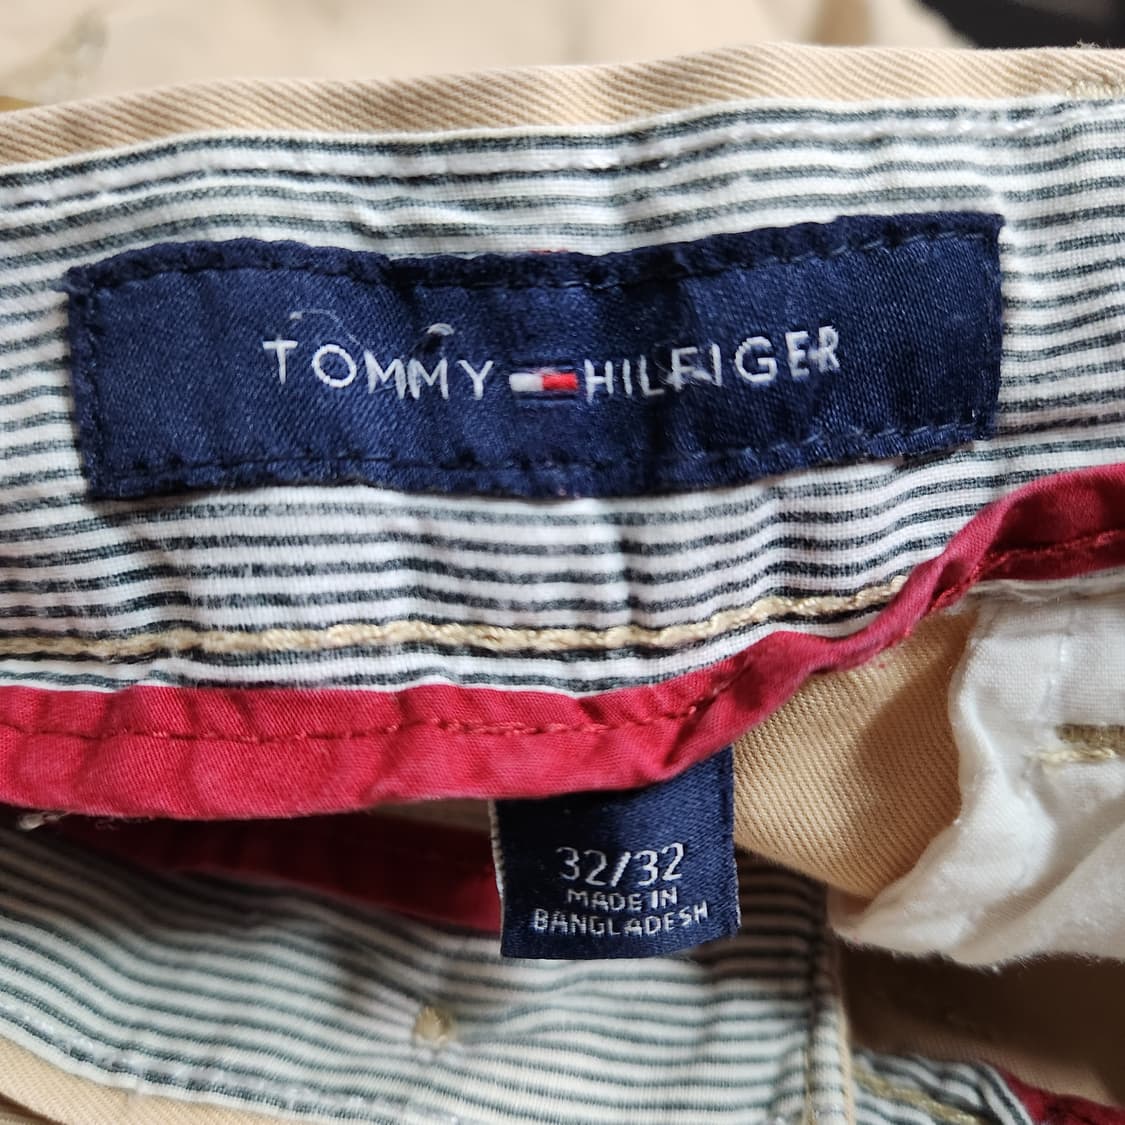 TOMMY HILFIGER
32/32
MADE IN
BANGLADESH